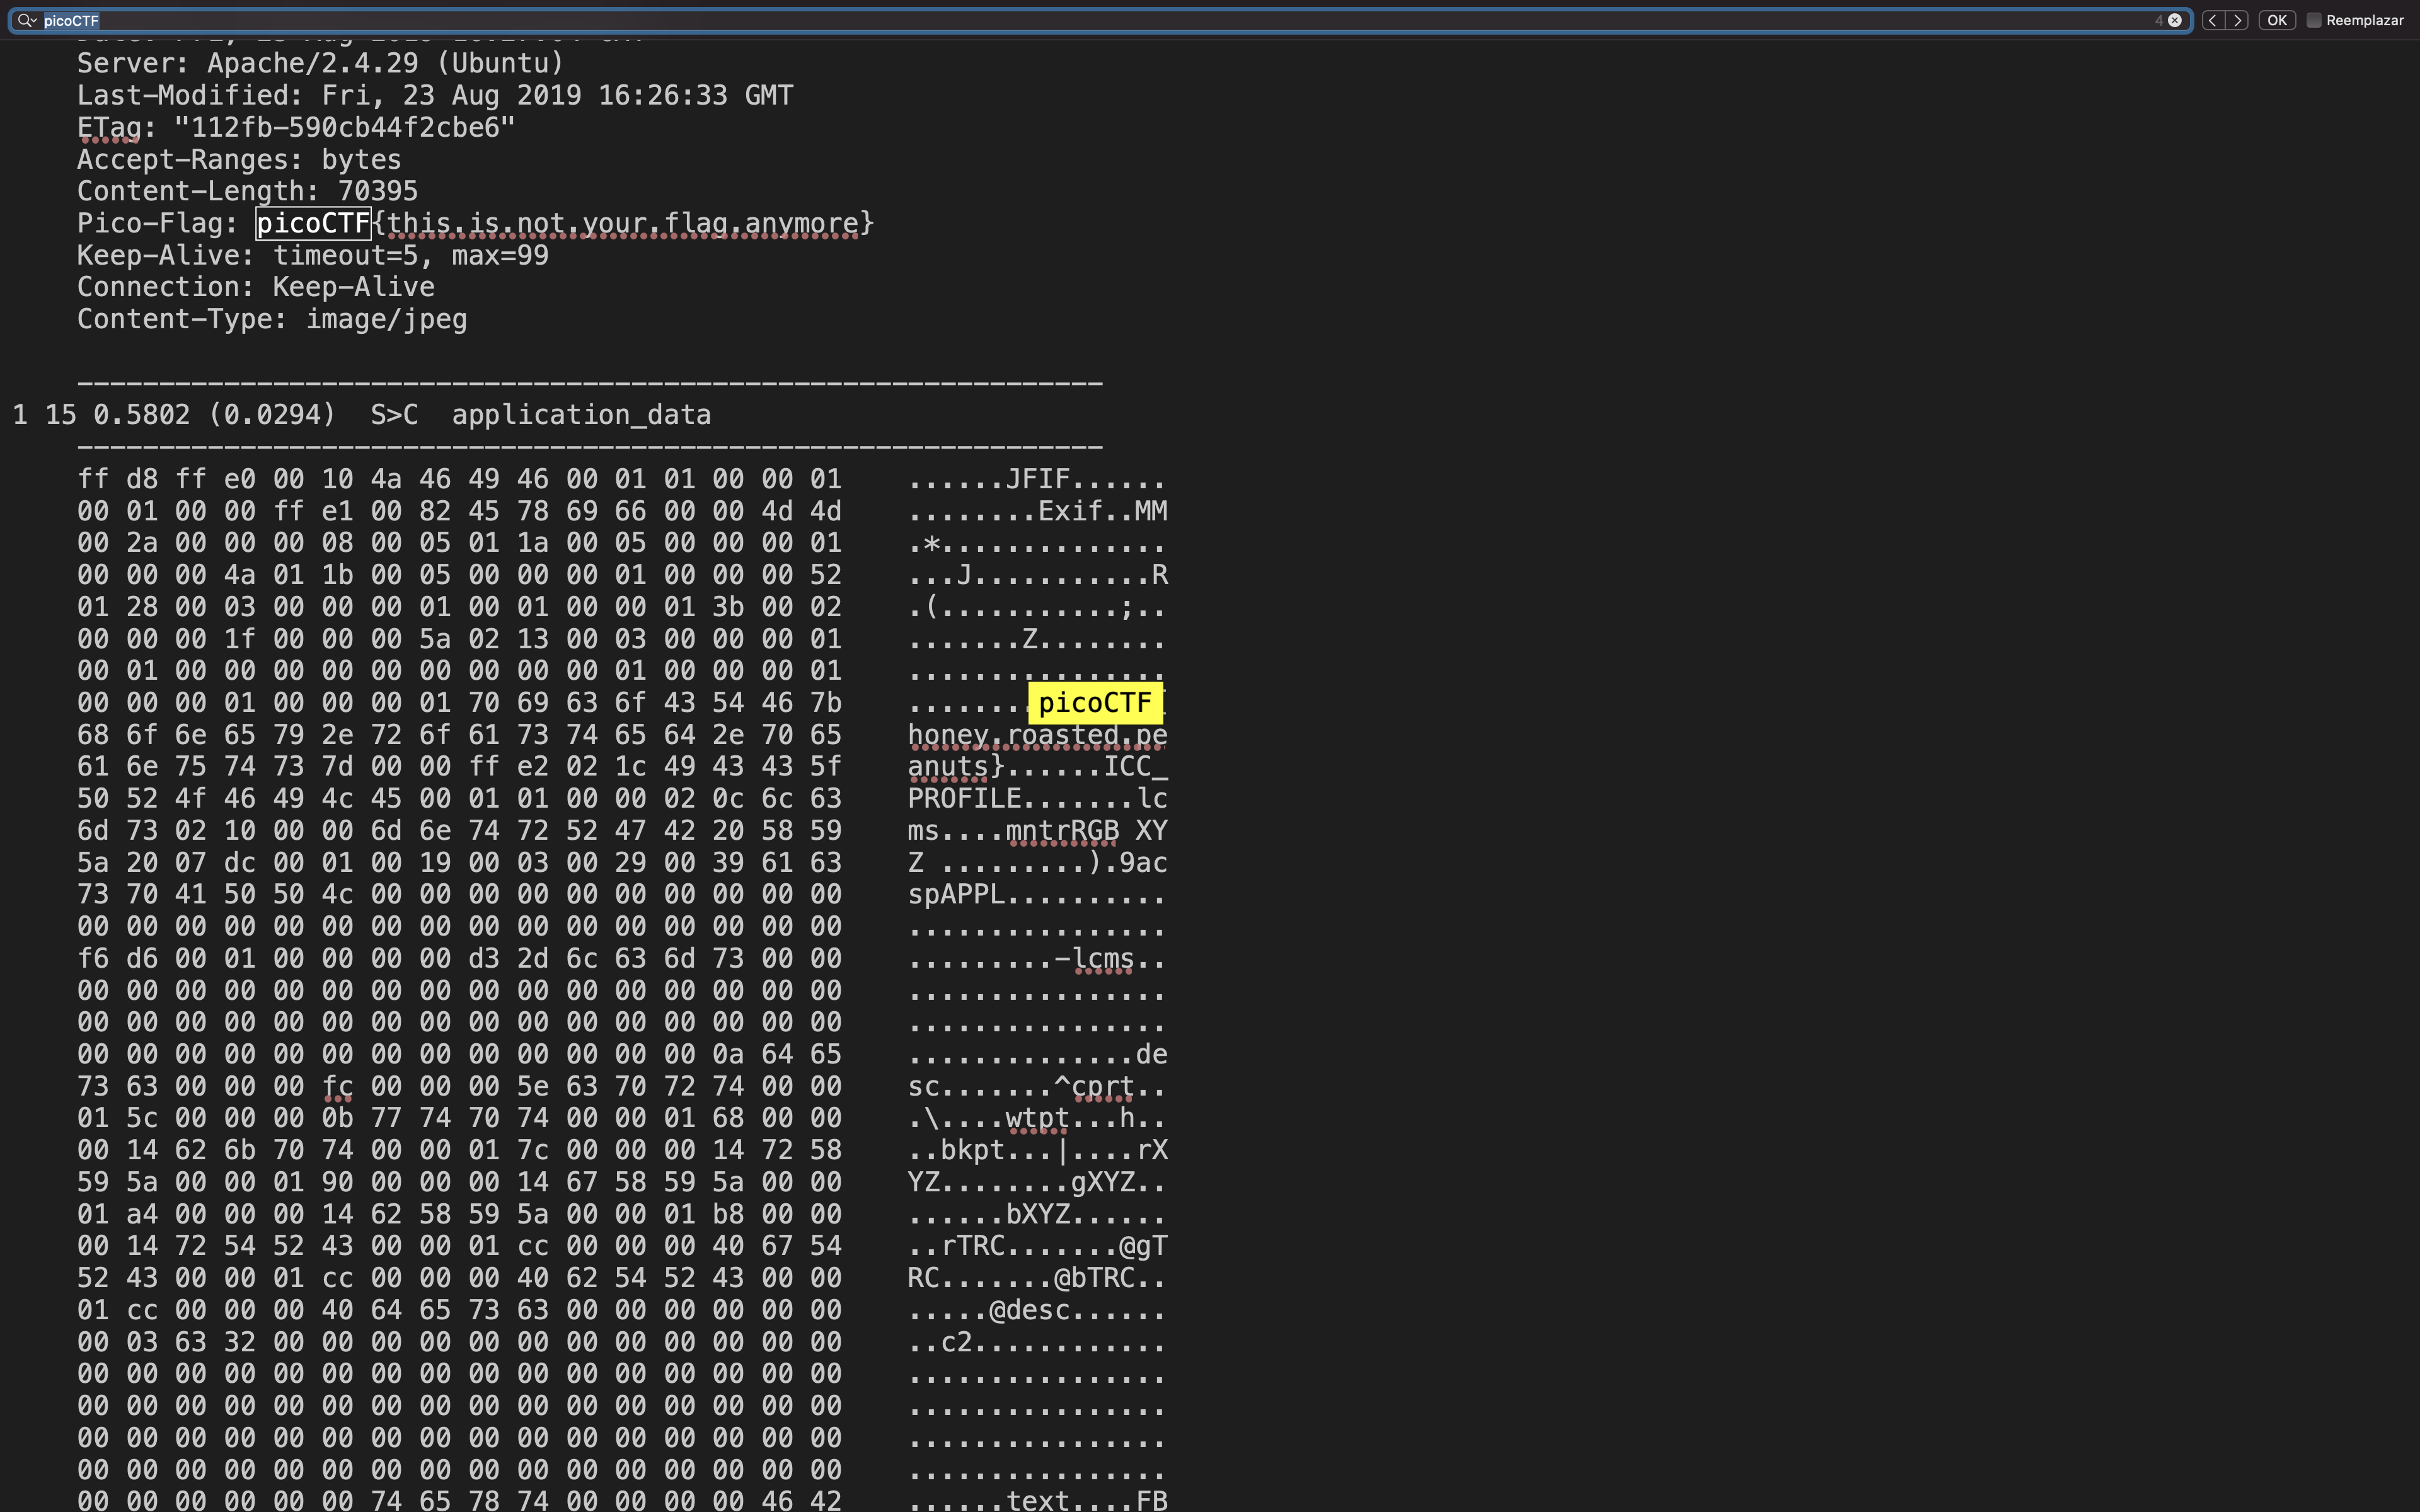 picoCTF 4 OK Reemplazar
Server: Apache/2.4.29 (Ubuntu)
Last-Modified: Fri, 23 Aug 2019 16:26:33 GMT
ETag: "112fb-590cb44f2cbe6"
Accept-Ranges: bytes
Content-Length: 70395
Pico-Flag: picoCTF{this.is.not.your.flag.anymore}
Keep-Alive: timeout=5, max=99
Connection: Keep-Alive
Content-Type: image/jpeg
---------------------------------------------------------------
1 15 0.5802 (0.0294)  S>C  application_data
---------------------------------------------------------------
ff d8 ff e0 00 10 4a 46 49 46 00 01 01 00 00 01    ......JFIF......
00 01 00 00 ff e1 00 82 45 78 69 66 00 00 4d 4d    ........Exif..MM
00 2a 00 00 00 08 00 05 01 1a 00 05 00 00 00 01    .*..............
00 00 00 4a 01 1b 00 05 00 00 00 01 00 00 00 52    ...J...........R
01 28 00 03 00 00 00 01 00 01 00 00 01 3b 00 02    .(...........;..
00 00 00 1f 00 00 00 5a 02 13 00 03 00 00 00 01    .......Z........
00 01 00 00 00 00 00 00 00 00 00 01 00 00 00 01    ................
00 00 00 01 00 00 00 01 70 69 63 6f 43 54 46 7b    ........picoCTF
68 6f 6e 65 79 2e 72 6f 61 73 74 65 64 2e 70 65    honey.roasted.pe
61 6e 75 74 73 7d 00 00 ff e2 02 1c 49 43 43 5f    anuts}......ICC_
50 52 4f 46 49 4c 45 00 01 01 00 00 02 0c 6c 63    PROFILE.......lc
6d 73 02 10 00 00 6d 6e 74 72 52 47 42 20 58 59    ms....mntrRGB XY
5a 20 07 dc 00 01 00 19 00 03 00 29 00 39 61 63    Z .........).9ac
73 70 41 50 50 4c 00 00 00 00 00 00 00 00 00 00    spAPPL..........
00 00 00 00 00 00 00 00 00 00 00 00 00 00 00 00    ................
f6 d6 00 01 00 00 00 00 d3 2d 6c 63 6d 73 00 00    .........-lcms..
00 00 00 00 00 00 00 00 00 00 00 00 00 00 00 00    ................
00 00 00 00 00 00 00 00 00 00 00 00 00 00 00 00    ................
00 00 00 00 00 00 00 00 00 00 00 00 00 0a 64 65    ..............de
73 63 00 00 00 fc 00 00 00 5e 63 70 72 74 00 00    sc.......^cprt..
01 5c 00 00 00 0b 77 74 70 74 00 00 01 68 00 00    .\....wtpt...h..
00 14 62 6b 70 74 00 00 01 7c 00 00 00 14 72 58    ..bkpt...|....rX
59 5a 00 00 01 90 00 00 00 14 67 58 59 5a 00 00    YZ........gXYZ..
01 a4 00 00 00 14 62 58 59 5a 00 00 01 b8 00 00    ......bXYZ......
00 14 72 54 52 43 00 00 01 cc 00 00 00 40 67 54    ..rTRC.......@gT
52 43 00 00 01 cc 00 00 00 40 62 54 52 43 00 00    RC.......@bTRC..
01 cc 00 00 00 40 64 65 73 63 00 00 00 00 00 00    .....@desc......
00 03 63 32 00 00 00 00 00 00 00 00 00 00 00 00    ..c2............
00 00 00 00 00 00 00 00 00 00 00 00 00 00 00 00    ................
00 00 00 00 00 00 00 00 00 00 00 00 00 00 00 00    ................
00 00 00 00 00 00 00 00 00 00 00 00 00 00 00 00    ................
00 00 00 00 00 00 00 00 00 00 00 00 00 00 00 00    ................
00 00 00 00 00 00 74 65 78 74 00 00 00 00 46 42    ......text....FB